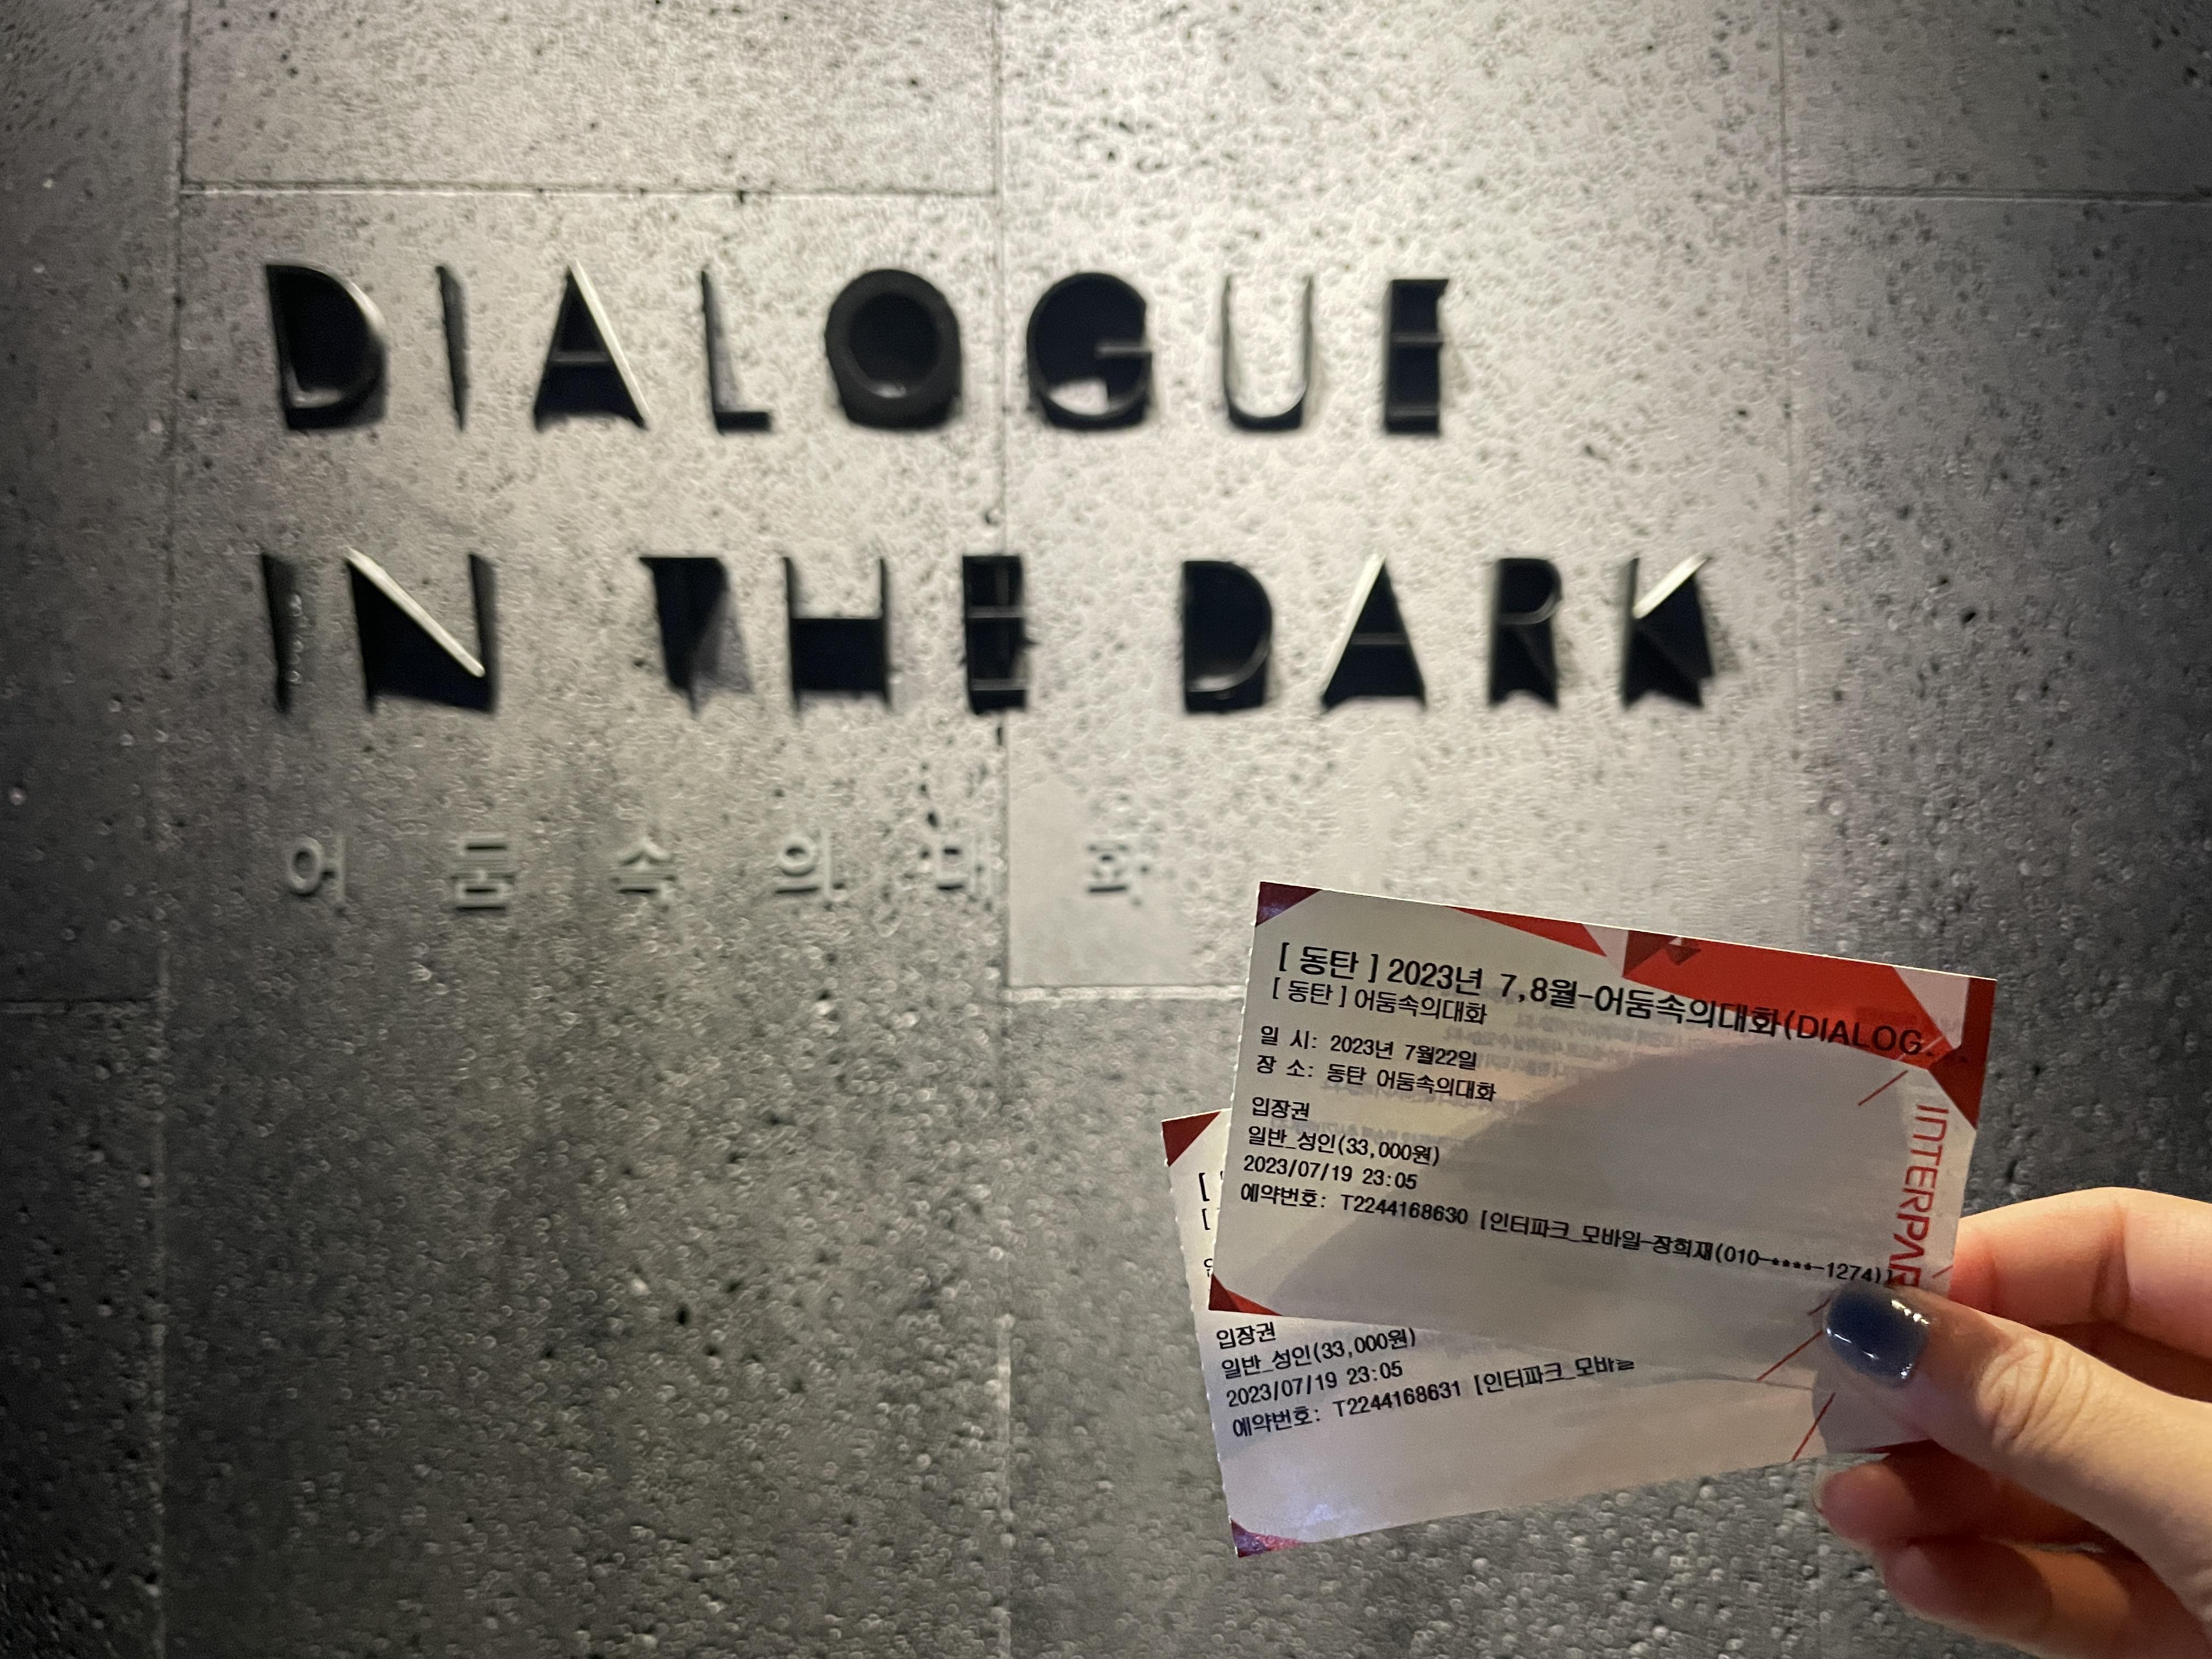 DIALOGUE
IN THE DARK
어둠속의대화
[ 동탄 ] 2023년 7,8월-어둠속의대화(DIALOG.
[ 동탄 ] 어둠속의대화
일 시: 2023년 7월22일
장 소: 동탄 어둠속의대화
입장권
일반_성인(33,000원)
2023/07/19 23:05
예약번호: T2244168630 [인터파크_모바일-장희재(010-****-1274)]
INTERPAR
입장권
일반_성인(33,000원)
2023/07/19 23:05
예약번호: T2244168631 [인터파크_모바일